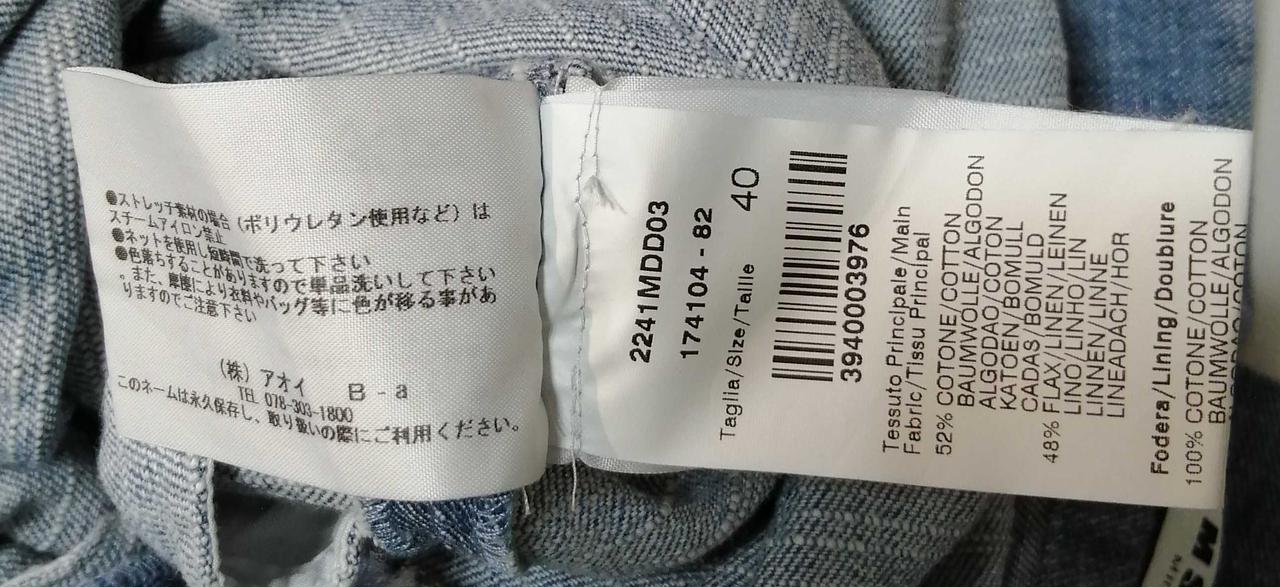 ●ストレッチ素材の場合（ポリウレタン使用など）は
スチームアイロン禁止
●ネットを使用し短時間で洗って下さい
●色落ちすることがありますので単品洗いして下さい
。また、摩擦により衣料やバッグ等に色が移る事があ
りますのでご注意下さい
（株）アオイ B - a
TEL 078-303-1800
このネームは永久保存し、取り扱いの際にご利用ください。
2241MDD03
174104 - 82
Taglia/Size/Taille 40
3940003976
Tessuto Principale/Main
Fabric/Tissu Principal
52% COTONE/COTTON
BAUMWOLLE/ALGODON
ALGODAO/COTON
KATOEN/BOMULL
CADAS/BOMULD
48% FLAX/LINEN/LEINEN
LINO/LINHO/LIN
LINNEN/LINNE
LINEADACH/HOR
Fodera/Lining/Doublure
100% COTONE/COTTON
BAUMWOLLE/ALGODON